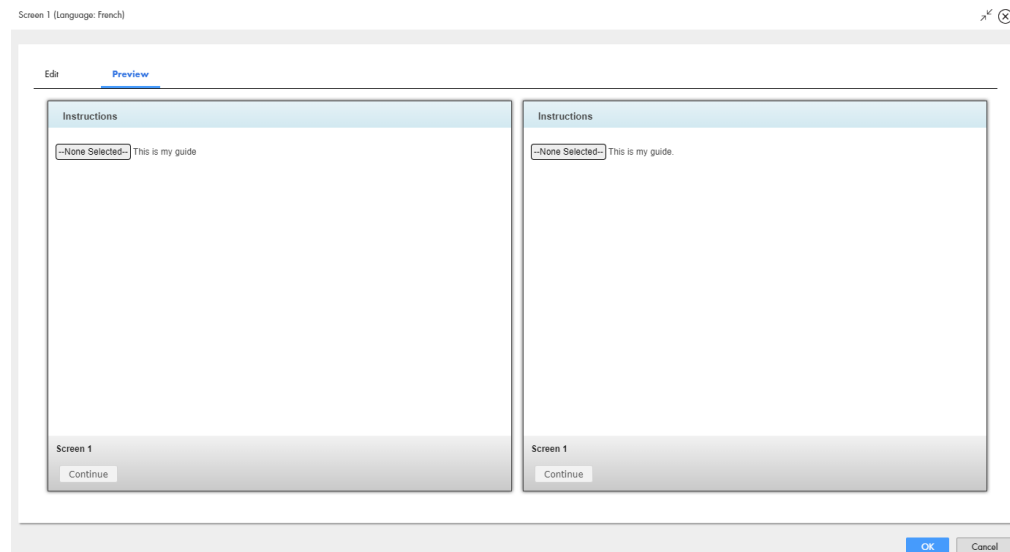 Screen 1 (Language: French)
Edit Preview
Instructions
--None Selected-- This is my guide
Screen 1
Continue
Instructions
--None Selected-- This is my guide.
Screen 1
Continue
OK Cancel